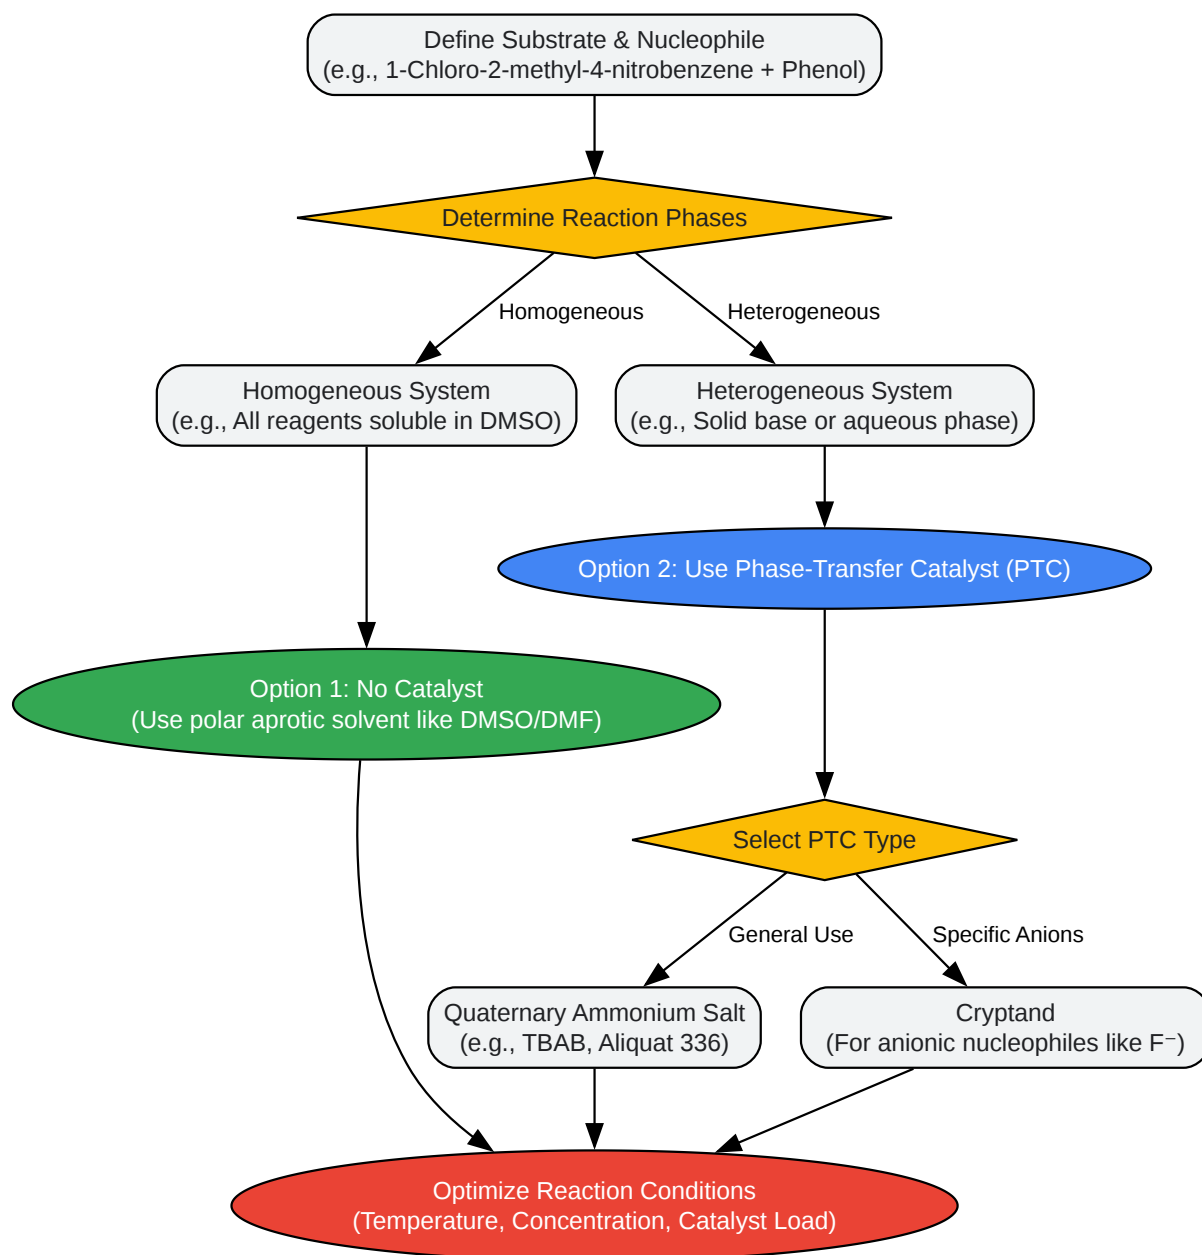 Define Substrate & Nucleophile
(e.g., 1-Chloro-2-methyl-4-nitrobenzene + Phenol)
Determine Reaction Phases
Homogeneous
Heterogeneous
Homogeneous System
(e.g., All reagents soluble in DMSO)
Heterogeneous System
(e.g., Solid base or aqueous phase)
Option 2: Use Phase-Transfer Catalyst (PTC)
Option 1: No Catalyst
(Use polar aprotic solvent like DMSO/DMF)
Select PTC Type
General Use
Specific Anions
Quaternary Ammonium Salt
(e.g., TBAB, Aliquat 336)
Cryptand
(For anionic nucleophiles like F⁻)
Optimize Reaction Conditions
(Temperature, Concentration, Catalyst Load)